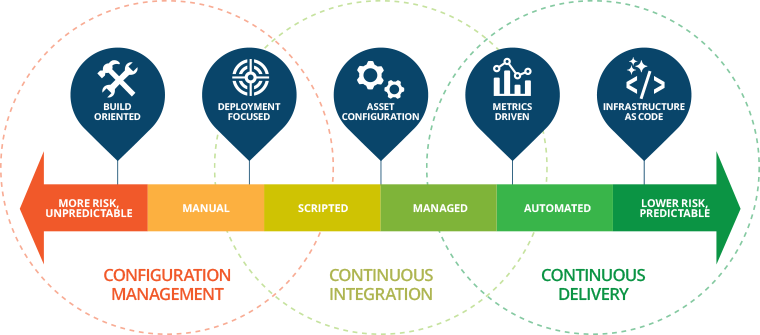 BUILD
ORIENTED
DEPLOYMENT
FOCUSED
ASSET
CONFIGURATION
METRICS
DRIVEN
INFRASTRUCTURE
AS CODE
MORE RISK,
UNPREDICTABLE
MANUAL
SCRIPTED
MANAGED
AUTOMATED
LOWER RISK,
PREDICTABLE
CONFIGURATION
MANAGEMENT
CONTINUOUS
INTEGRATION
CONTINUOUS
DELIVERY